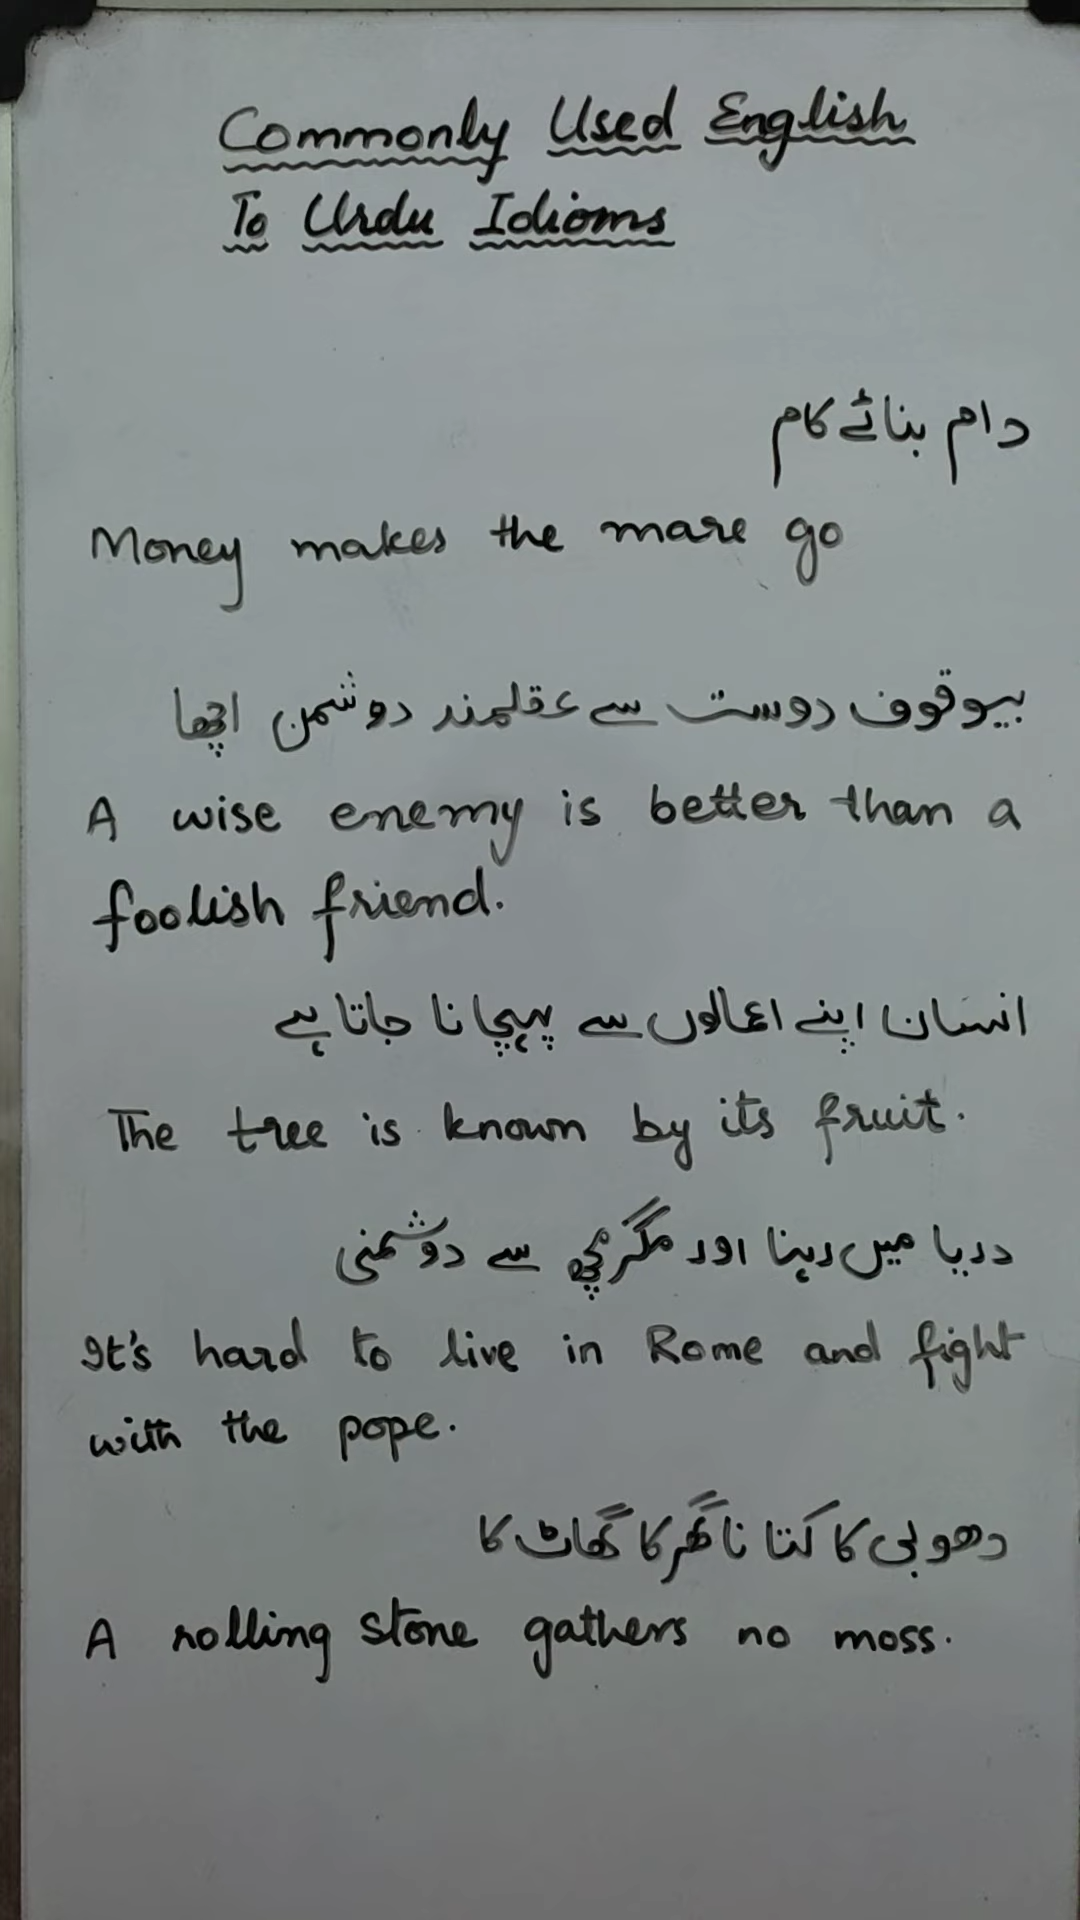 Commonly Used English
To Urdu Idioms
دام بنائے کام
Money makes the mare go
بیوقوف دوست سے عقلمند دوشمن اچھا
A wise enemy is better than a
foolish friend.
انسان اپنے اعمالوں سے پہچانا جاتا ہے
The tree is known by its fruit.
دریا میں رہنا اور مگرمچھ سے دوشمنی
It's hard to live in Rome and fight
with the pope.
دھوبی کا کتا نا گھر کا گھاٹ کا
A rolling stone gathers no moss.